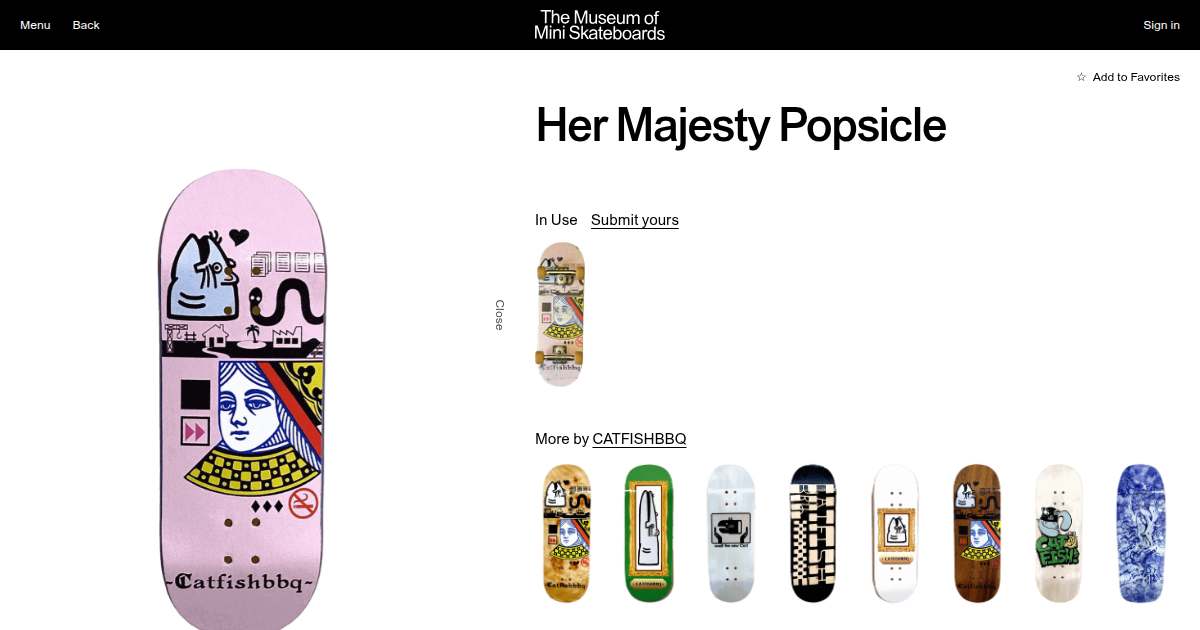 Menu
Back
The Museum of
Mini Skateboards
Sign in
☆ Add to Favorites
Her Majesty Popsicle
In Use
Submit yours
Close
~Catfishbbq~
More by CATFISHBBQ